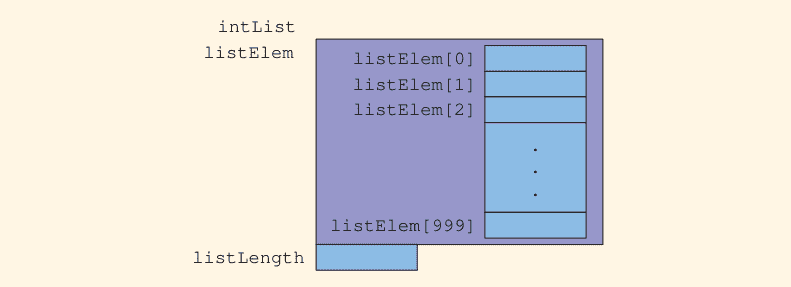 intList
listElem
listElem[0]
listElem[1]
listElem[2]
.
.
.
listElem[999]
listLength